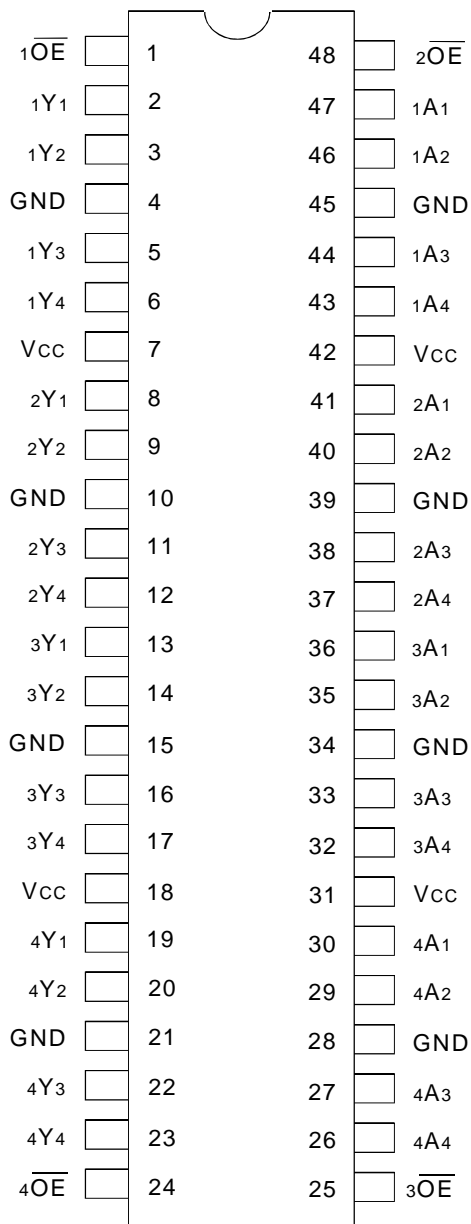 1OE 1 48 2OE
1Y1 2 47 1A1
1Y2 3 46 1A2
GND 4 45 GND
1Y3 5 44 1A3
1Y4 6 43 1A4
Vcc 7 42 Vcc
2Y1 8 41 2A1
2Y2 9 40 2A2
GND 10 39 GND
2Y3 11 38 2A3
2Y4 12 37 2A4
3Y1 13 36 3A1
3Y2 14 35 3A2
GND 15 34 GND
3Y3 16 33 3A3
3Y4 17 32 3A4
Vcc 18 31 Vcc
4Y1 19 30 4A1
4Y2 20 29 4A2
GND 21 28 GND
4Y3 22 27 4A3
4Y4 23 26 4A4
4OE 24 25 3OE